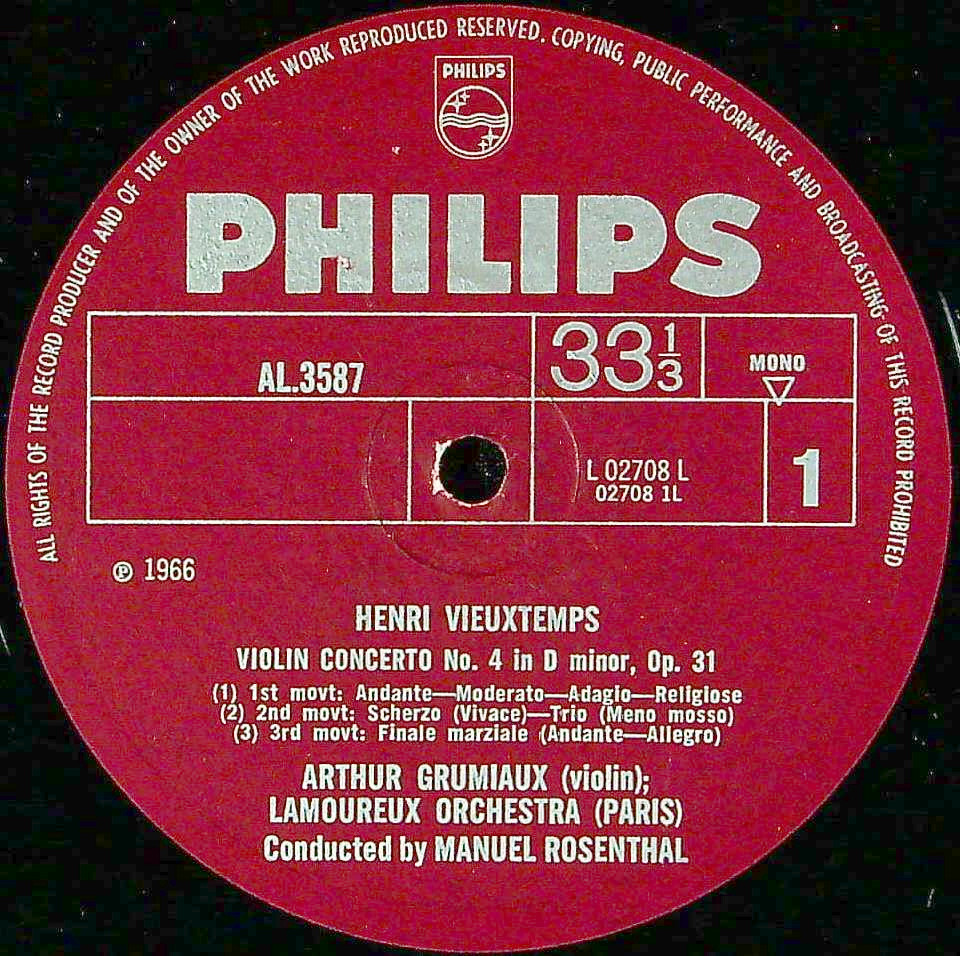 ALL RIGHTS OF THE RECORD PRODUCER AND OF THE OWNER OF THE WORK REPRODUCED RESERVED. COPYING, PUBLIC PERFORMANCE AND BROADCASTING OF THIS RECORD PROHIBITED
PHILIPS
PHILIPS
AL.3587
33 1/3
MONO
L 02708 L
02708 1L
1
℗ 1966
HENRI VIEUXTEMPS
VIOLIN CONCERTO No. 4 in D minor, Op. 31
(1) 1st movt: Andante—Moderato—Adagio—Religiose
(2) 2nd movt: Scherzo (Vivace)—Trio (Meno mosso)
(3) 3rd movt: Finale marziale (Andante—Allegro)
ARTHUR GRUMIAUX (violin);
LAMOUREUX ORCHESTRA (PARIS)
Conducted by MANUEL ROSENTHAL